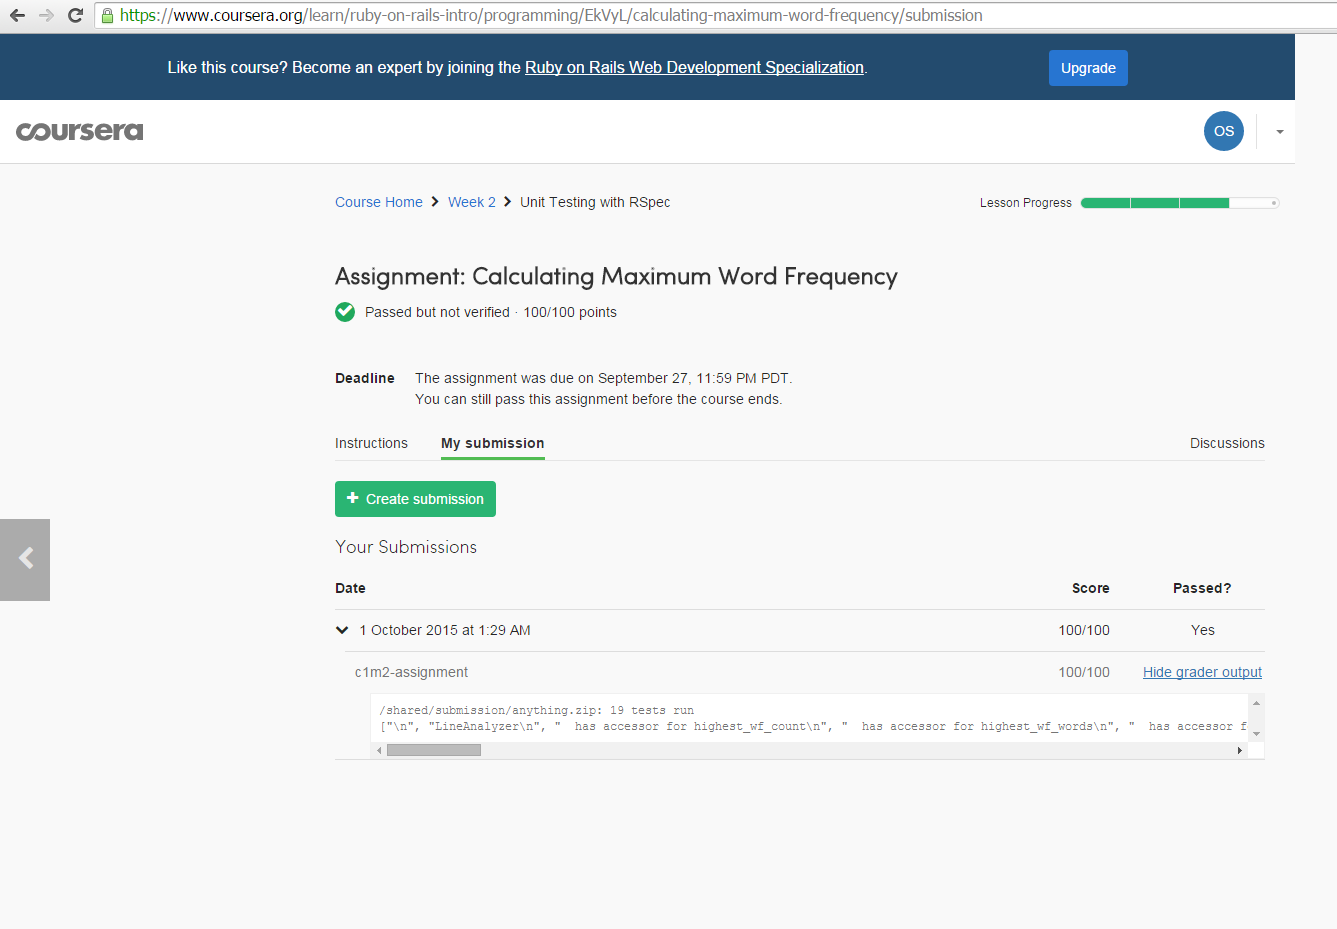 https://www.coursera.org/learn/ruby-on-rails-intro/programming/EkVyL/calculating-maximum-word-frequency/submission
Like this course? Become an expert by joining the Ruby on Rails Web Development Specialization.
Upgrade
coursera
OS
Course Home Week 2 Unit Testing with RSpec
Lesson Progress
Assignment: Calculating Maximum Word Frequency
Passed but not verified · 100/100 points
Deadline The assignment was due on September 27, 11:59 PM PDT.
You can still pass this assignment before the course ends.
Instructions My submission Discussions
+ Create submission
Your Submissions
Date Score Passed?
1 October 2015 at 1:29 AM 100/100 Yes
c1m2-assignment 100/100 Hide grader output
/shared/submission/anything.zip: 19 tests run
["\n", "LineAnalyzer\n", "  has accessor for highest_wf_count\n", "  has accessor for highest_wf_words\n", "  has accessor f